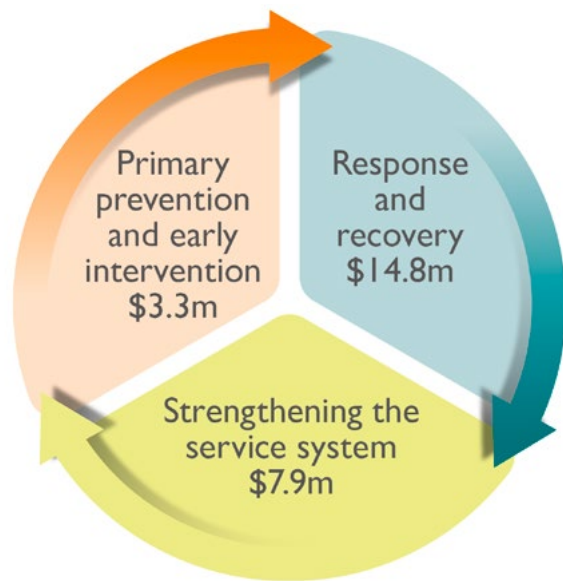 Primary
prevention
and early
intervention
$3.3m
Response
and
recovery
$14.8m
Strengthening the
service system
$7.9m